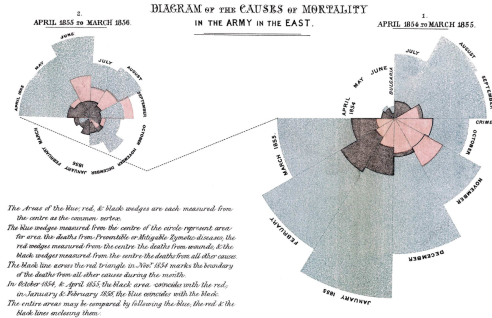 DIAGRAM OF THE CAUSES OF MORTALITY
IN THE ARMY IN THE EAST.
2.
APRIL 1855 TO MARCH 1856.
1.
APRIL 1854 TO MARCH 1855.
APRIL 1855
MAY
JUNE
JULY
AUGUST
SEPTEMBER
OCTOBER
NOVEMBER
DECEMBER
JANUARY
1856
FEBRUARY
MARCH
APRIL
1854
MAY
JUNE
JULY
BULGARIA
AUGUST
SEPTEMBER
CRIMEA
OCTOBER
NOVEMBER
DECEMBER
JANUARY 1855
FEBRUARY
MARCH 1855.
The Areas of the blue, red, & black wedges are each measured from
the centre as the common vertex.
The blue wedges measured from the centre of the circle represent area
for area the deaths from Preventible or Mitigable Zymotic diseases, the
red wedges measured from the centre the deaths from wounds, & the
black wedges measured from the centre the deaths from all other causes.
The black line across the red triangle in Nov.r 1854 marks the boundary
of the deaths from all other causes during the month.
In October 1854, & April 1855, the black area coincides with the red,
in January & February 1856, the blue coincides with the black.
The entire areas may be compared by following the blue, the red & the
black lines enclosing them.